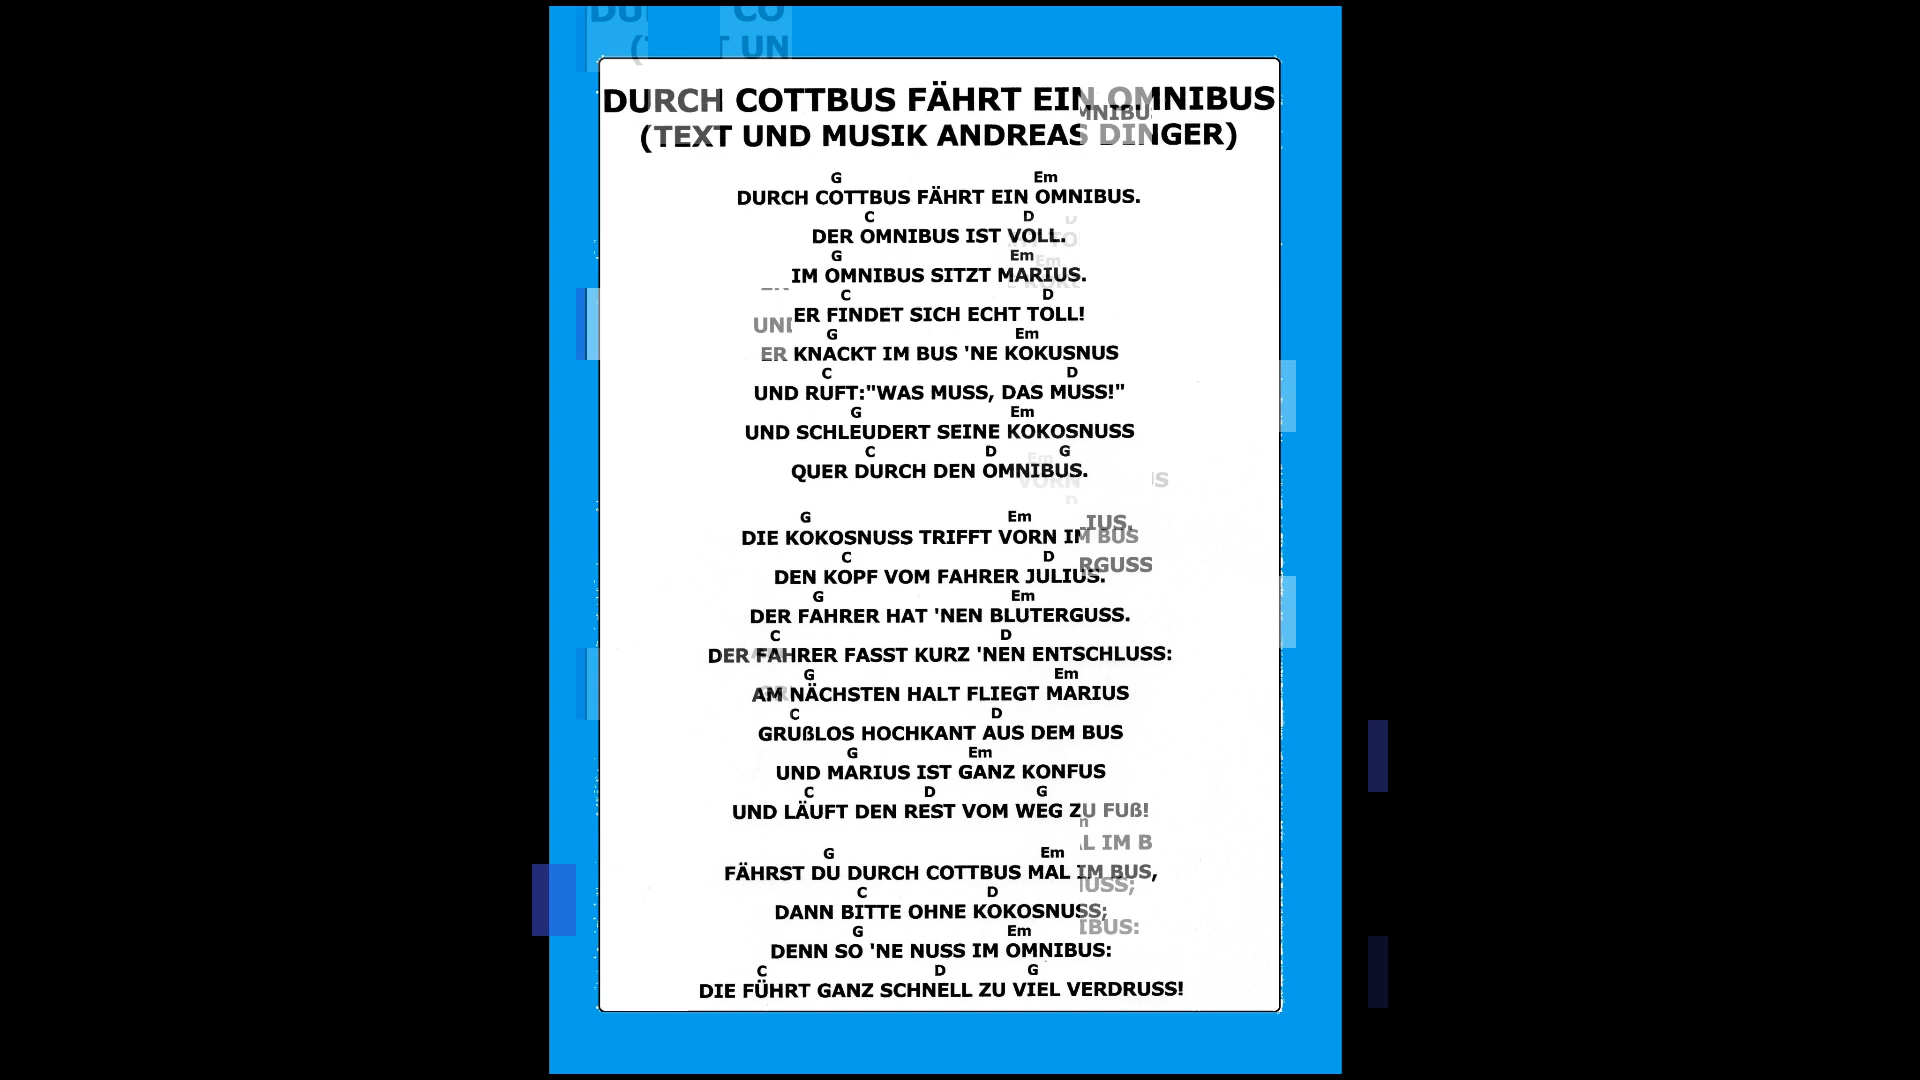 DURCH COTTBUS FÄHRT EIN OMNIBUS
(TEXT UND MUSIK ANDREAS DINGER)
G Em
DURCH COTTBUS FÄHRT EIN OMNIBUS.
C D
DER OMNIBUS IST VOLL.
G Em
IM OMNIBUS SITZT MARIUS.
C D
ER FINDET SICH ECHT TOLL!
G Em
ER KNACKT IM BUS 'NE KOKUSNUS
C D
UND RUFT:"WAS MUSS, DAS MUSS!"
G Em
UND SCHLEUDERT SEINE KOKOSNUSS
C D G
QUER DURCH DEN OMNIBUS.
G Em
DIE KOKOSNUSS TRIFFT VORN IM BUS
C D
DEN KOPF VOM FAHRER JULIUS.
G Em
DER FAHRER HAT 'NEN BLUTERGUSS.
C D
DER FAHRER FASST KURZ 'NEN ENTSCHLUSS:
G Em
AM NÄCHSTEN HALT FLIEGT MARIUS
C D
GRUßLOS HOCHKANT AUS DEM BUS
G Em
UND MARIUS IST GANZ KONFUS
C D G
UND LÄUFT DEN REST VOM WEG ZU FUß!
G Em
FÄHRST DU DURCH COTTBUS MAL IM BUS,
C D
DANN BITTE OHNE KOKOSNUSS;
G Em
DENN SO 'NE NUSS IM OMNIBUS:
C D G
DIE FÜHRT GANZ SCHNELL ZU VIEL VERDRUSS!